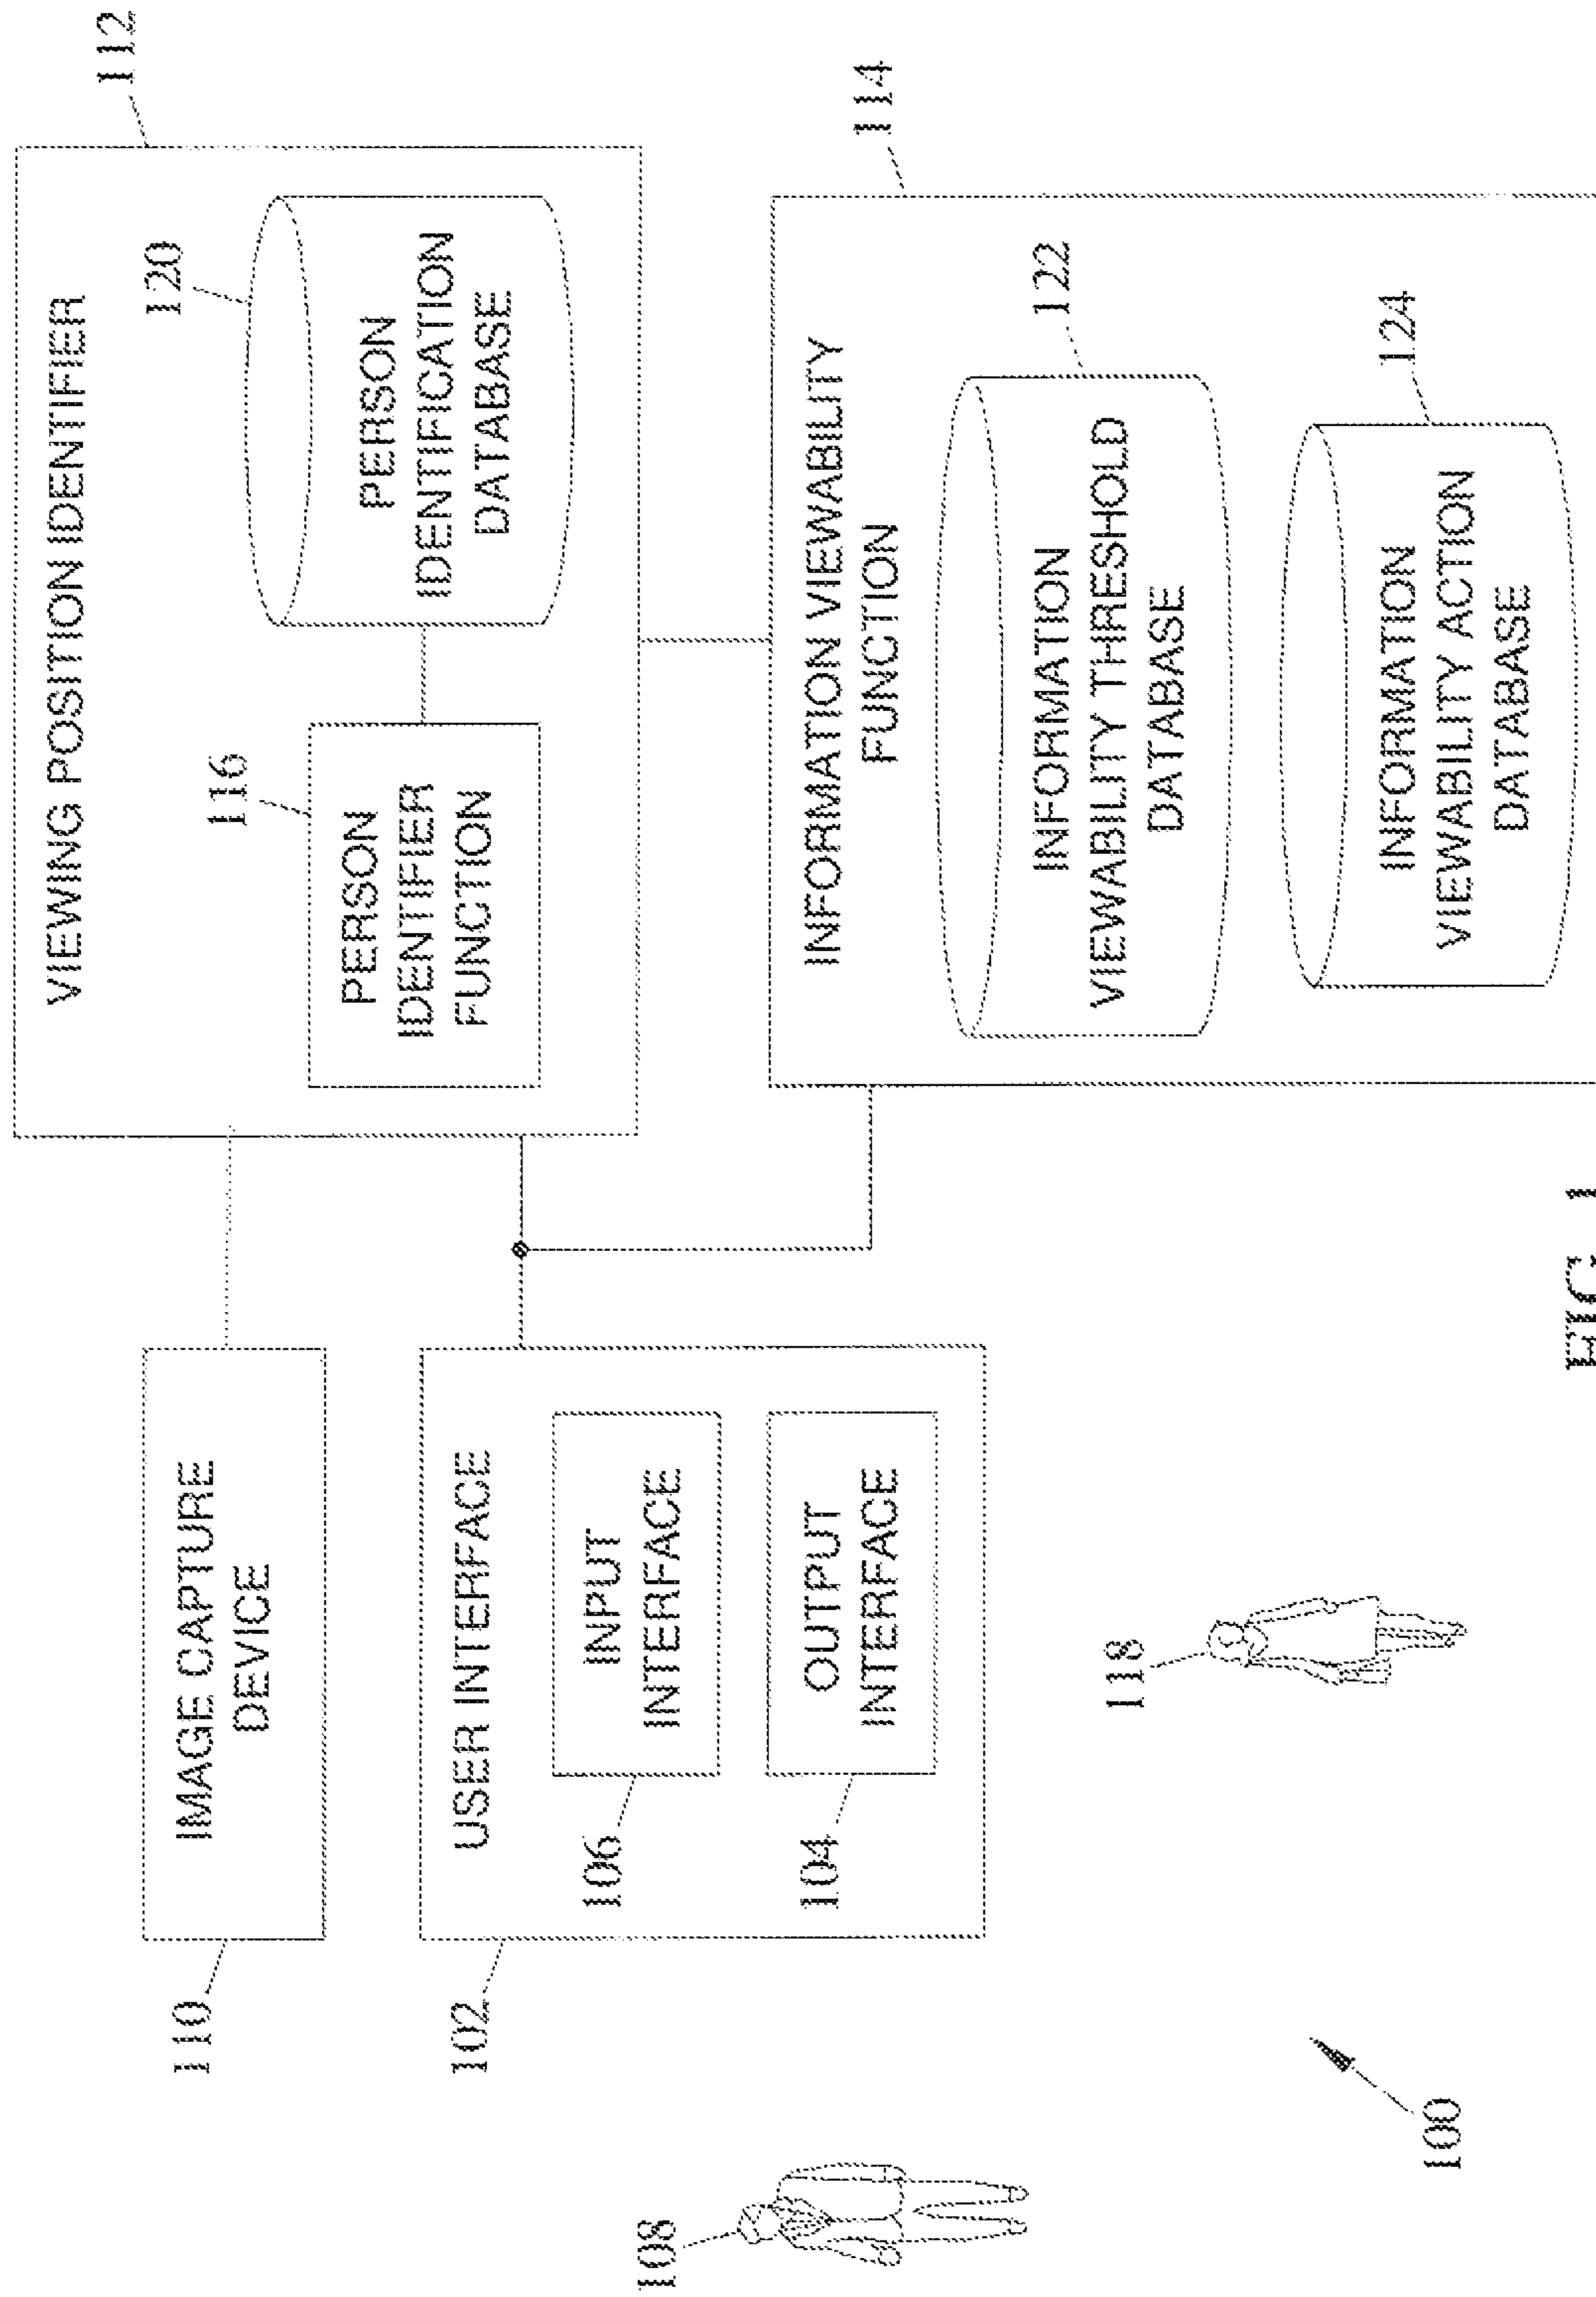 112
VIEWING POSITION IDENTIFIER
120
116
PERSON
IDENTIFIER
FUNCTION
PERSON
IDENTIFICATION
DATABASE
110
IMAGE CAPTURE
DEVICE
102
USER INTERFACE
106
INPUT
INTERFACE
104
OUTPUT
INTERFACE
114
INFORMATION VIEWABILITY
FUNCTION
122
INFORMATION
VIEWABILITY THRESHOLD
DATABASE
124
INFORMATION
VIEWABILITY ACTION
DATABASE
108
118
100
FIG. 1